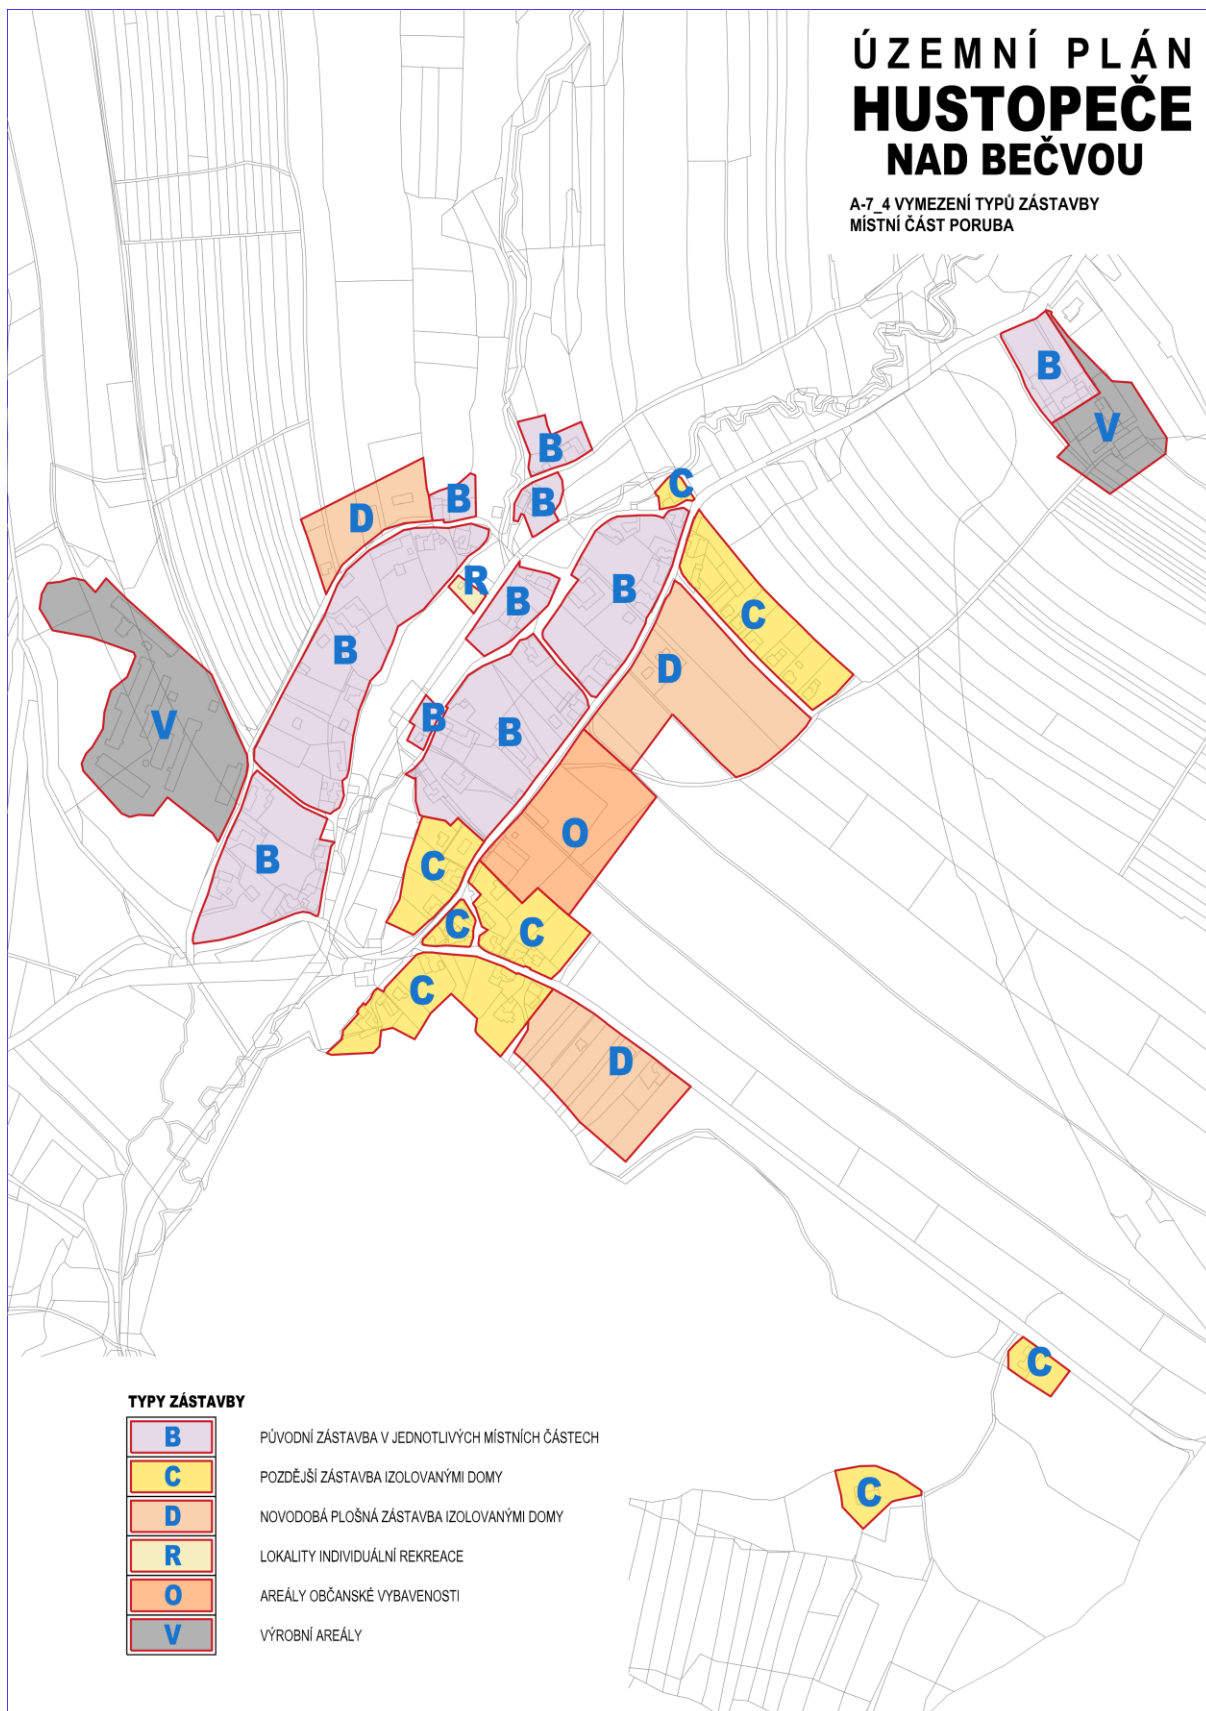 ÚZEMNÍ PLÁN
HUSTOPEČE
NAD BEČVOU
A-7_4 VYMEZENÍ TYPŮ ZÁSTAVBY
MÍSTNÍ ČÁST PORUBA
B
V
B
C
B
B
D
R
B
B
C
B
D
B
V
B
O
B
C
C
C
C
D
C
C
TYPY ZÁSTAVBY
B PŮVODNÍ ZÁSTAVBA V JEDNOTLIVÝCH MÍSTNÍCH ČÁSTECH
C POZDĚJŠÍ ZÁSTAVBA IZOLOVANÝMI DOMY
D NOVODOBÁ PLOŠNÁ ZÁSTAVBA IZOLOVANÝMI DOMY
R LOKALITY INDIVIDUÁLNÍ REKREACE
O AREÁLY OBČANSKÉ VYBAVENOSTI
V VÝROBNÍ AREÁLY